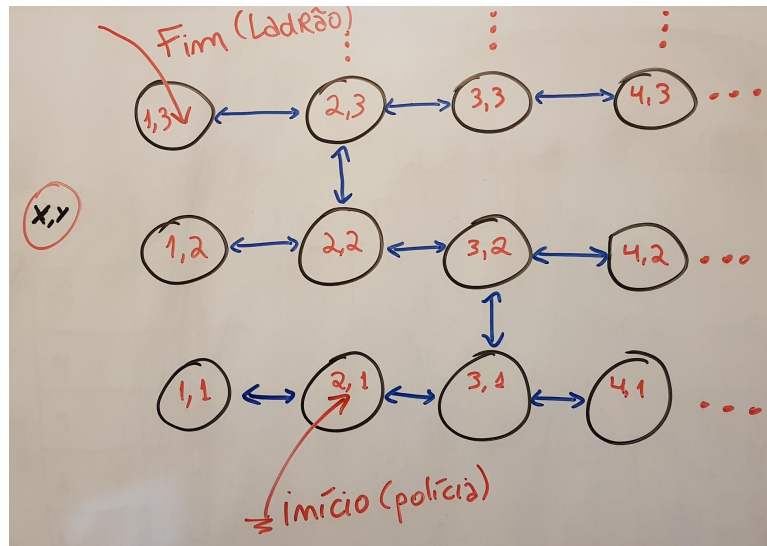 Fim (Ladrão)
1,3 2,3 3,3 4,3
x,y
1,2 2,2 3,2 4,2
1,1 2,1 3,1 4,1
início (polícia)